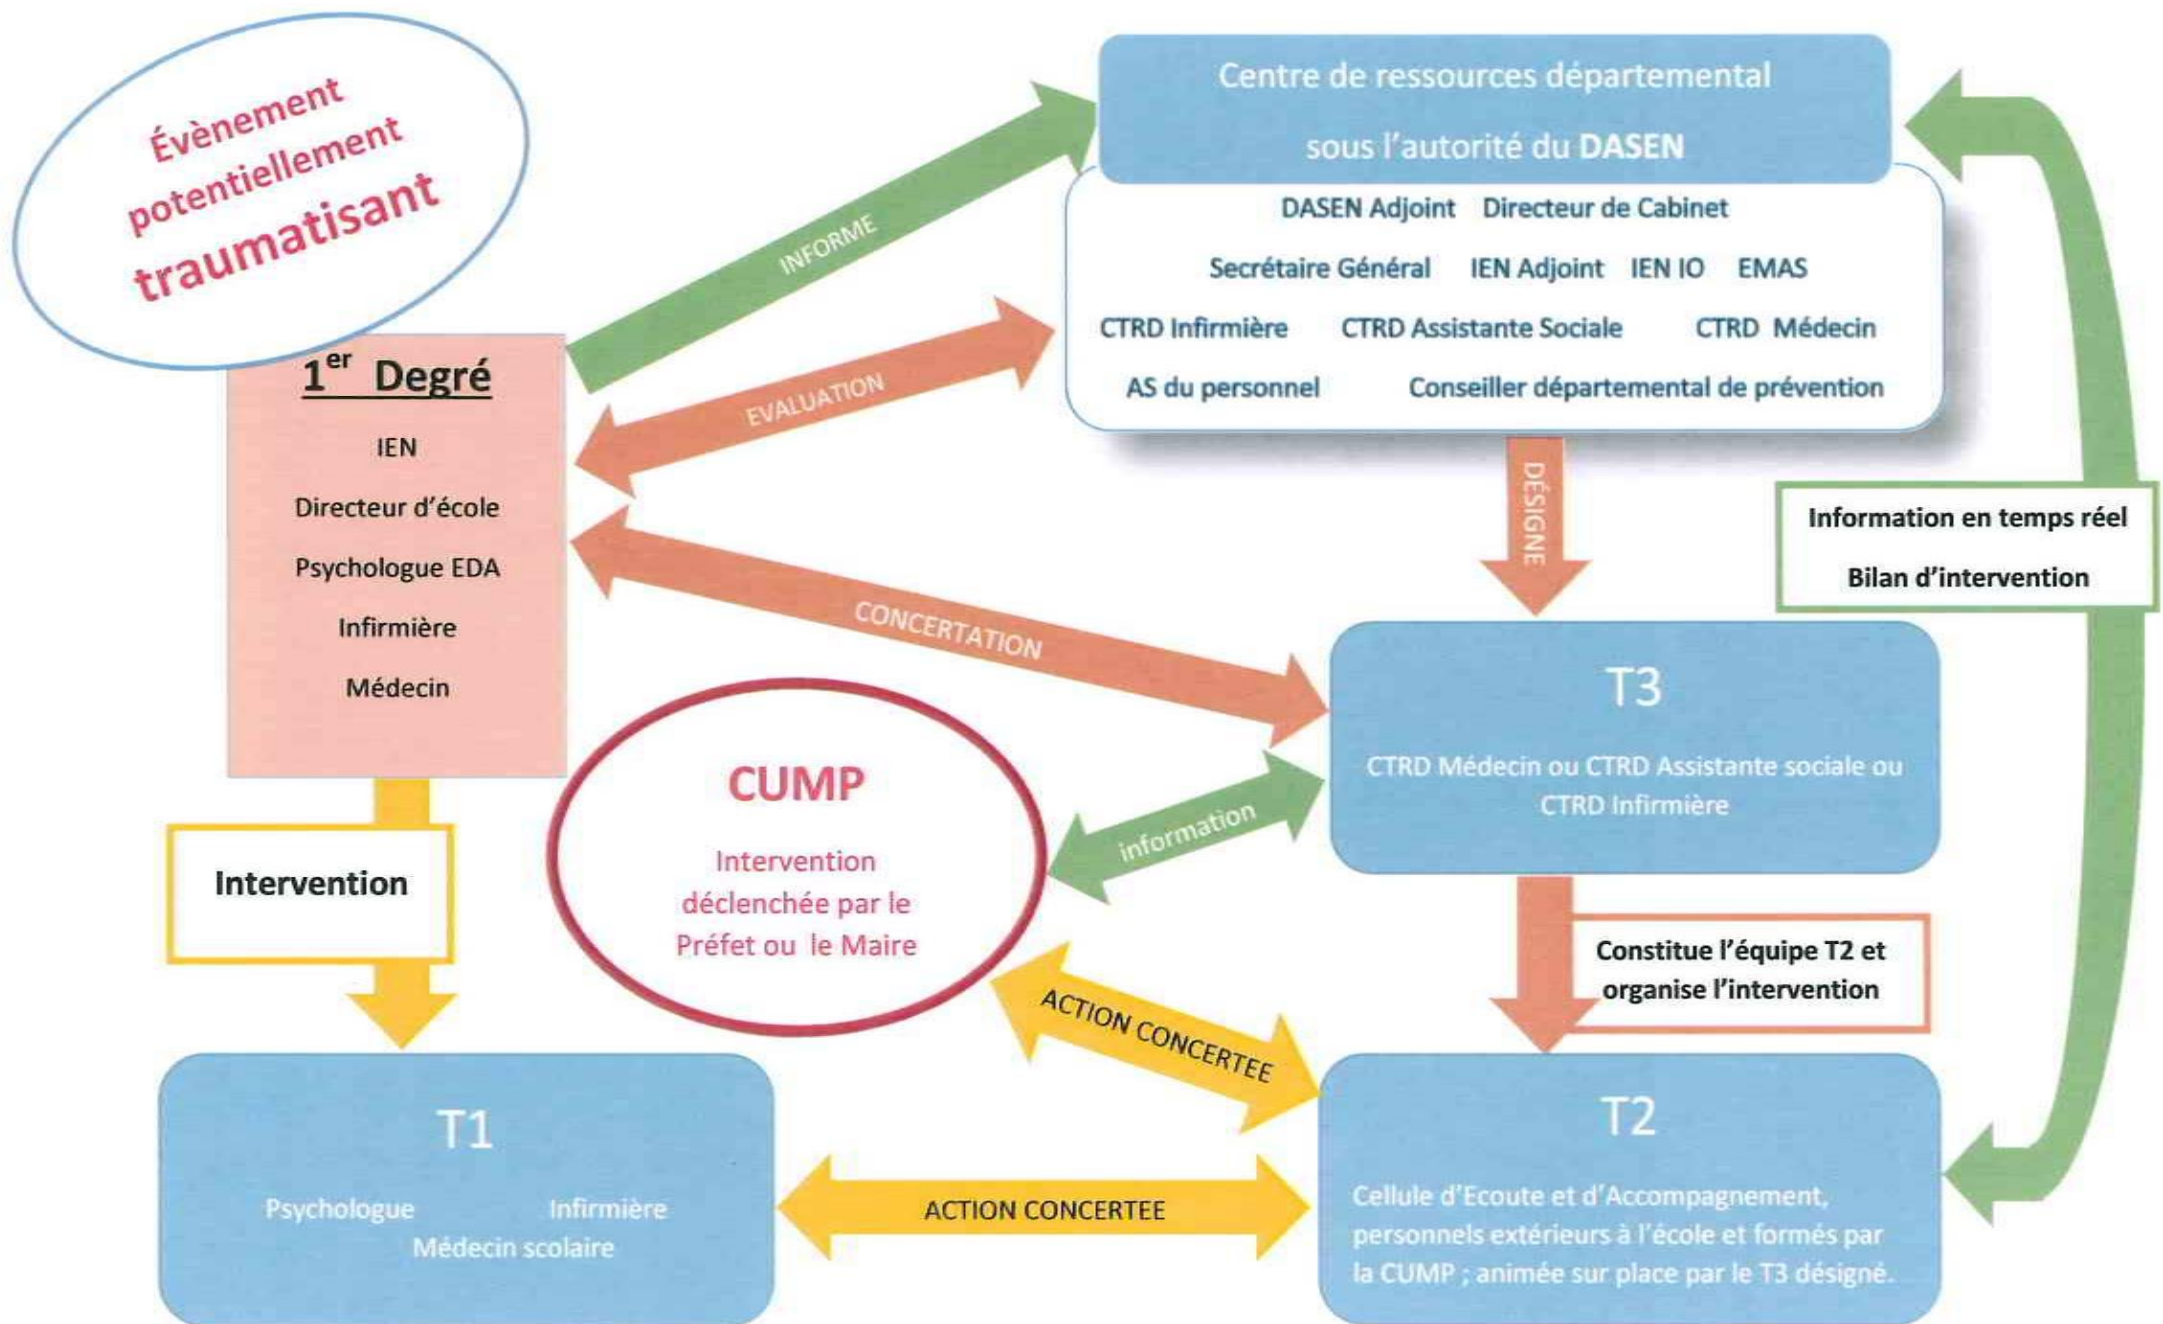 Évènement
potentiellement
traumatisant
Centre de ressources départemental
sous l'autorité du DASEN
DASEN Adjoint Directeur de Cabinet
Secrétaire Général IEN Adjoint IEN IO EMAS
CTRD Infirmière CTRD Assistante Sociale CTRD Médecin
AS du personnel Conseiller départemental de prévention
INFORME
EVALUATION
1er Degré
IEN
Directeur d'école
Psychologue EDA
Infirmière
Médecin
DÉSIGNE
Information en temps réel
Bilan d'intervention
CONCERTATION
T3
CTRD Médecin ou CTRD Assistante sociale ou
CTRD Infirmière
CUMP
Intervention
déclenchée par le
Préfet ou le Maire
information
Intervention
Constitue l'équipe T2 et
organise l'intervention
ACTION CONCERTEE
T1
Psychologue Infirmière
Médecin scolaire
ACTION CONCERTEE
T2
Cellule d'Ecoute et d'Accompagnement,
personnels extérieurs à l'école et formés par
la CUMP ; animée sur place par le T3 désigné.